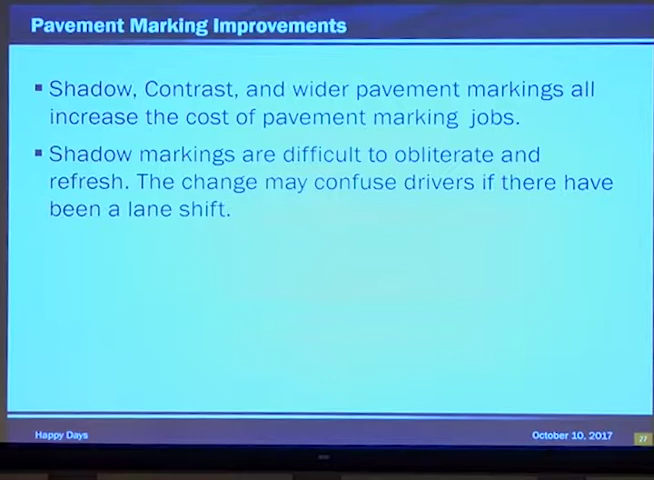 Pavement Marking Improvements
▪ Shadow, Contrast, and wider pavement markings all
increase the cost of pavement marking jobs.
▪ Shadow markings are difficult to obliterate and
refresh. The change may confuse drivers if there have
been a lane shift.
Happy Days
October 10, 2017
27